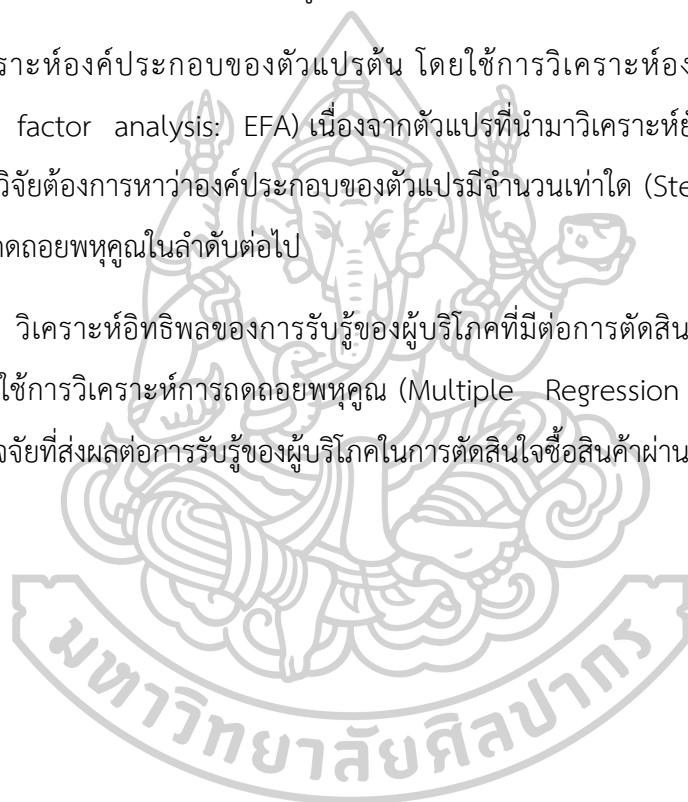 ราะห์องค์ประกอบของตัวแปรต้น โดยใช้การวิเคราะห์อง
factor analysis: EFA) เนื่องจากตัวแปรที่นำมาวิเคราะห์ยั
วิจัยต้องการหาว่าองค์ประกอบของตัวแปรมีจำนวนเท่าใด (Ste
ถดถอยพหุคูณในลำดับต่อไป
วิเคราะห์อิทธิพลของการรับรู้ของผู้บริโภคที่มีต่อการตัดสิน
ใช้การวิเคราะห์การถดถอยพหุคูณ (Multiple Regression
จัยที่ส่งผลต่อการรับรู้ของผู้บริโภคในการตัดสินใจซื้อสินค้าผ่าน
มหาวิทยาลัยศิลปากร